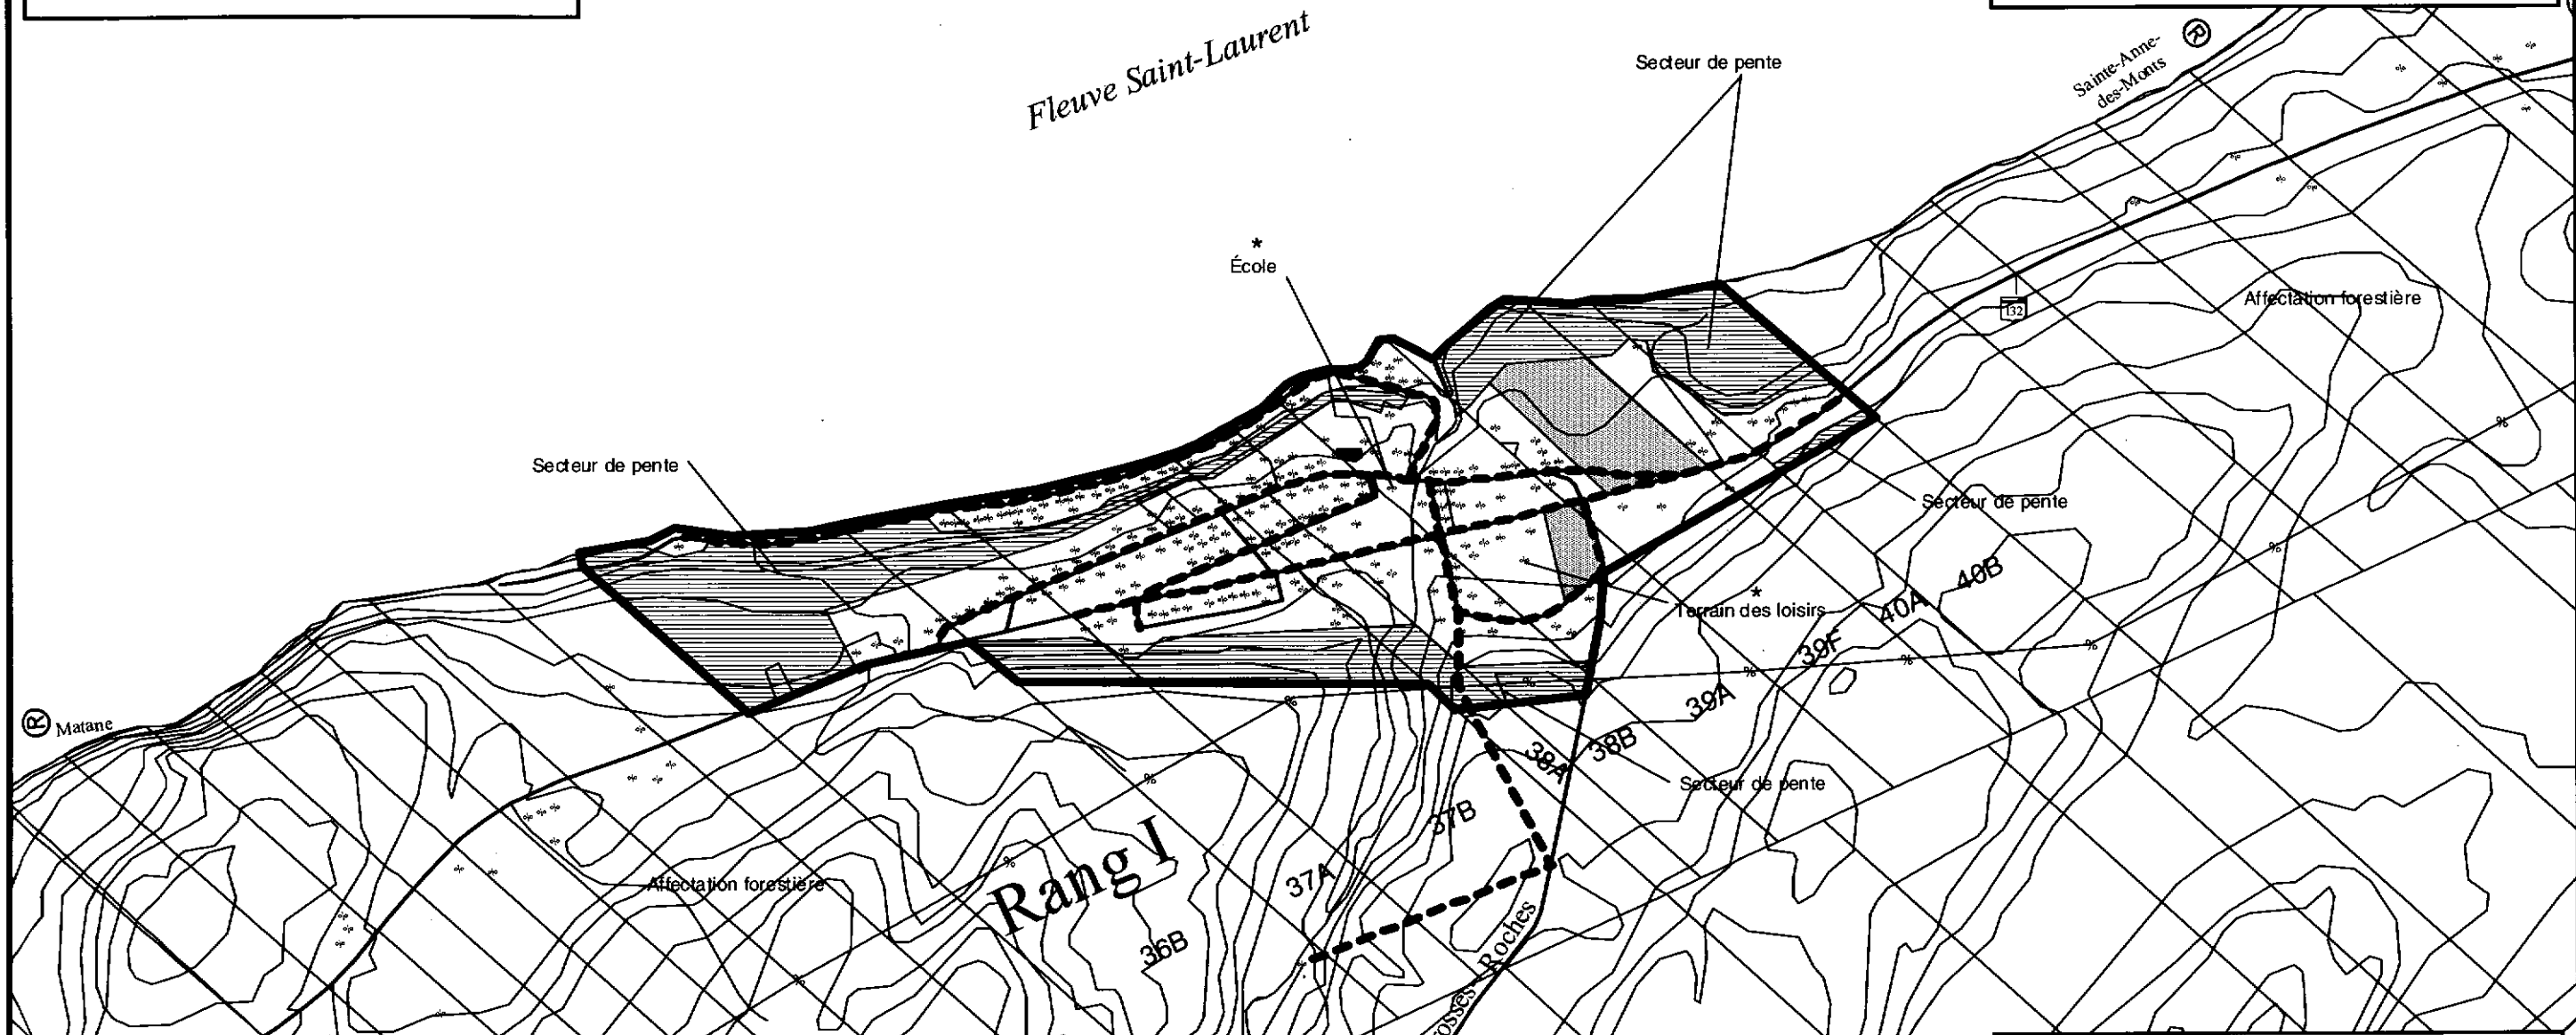 Fleuve Saint-Laurent
Secteur de pente
Sainte-Anne-
des-Monts
R
*
École
132
Affectation forestière
Secteur de pente
Secteur de pente
*
Terrain des loisirs
40B
40A
39F
39A
38B
38A
Secteur de pente
R
Matane
37B
37A
36B
Rang I
Affectation forestière
Roches